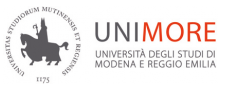 UNIVERSITAS STUDIORUM MUTINENSIS ET REGIENSIS
1175
UNIMORE
UNIVERSITÀ DEGLI STUDI DI
MODENA E REGGIO EMILIA